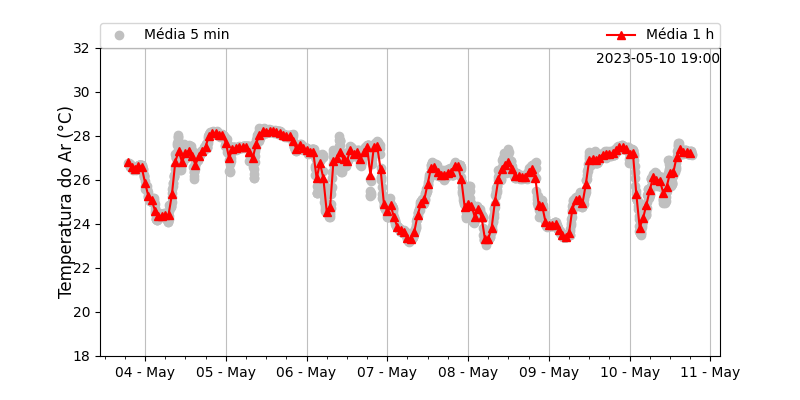 Média 5 min
Média 1 h
2023-05-10 19:00
Temperatura do Ar (°C)
32
30
28
26
24
22
20
18
04 - May
05 - May
06 - May
07 - May
08 - May
09 - May
10 - May
11 - May